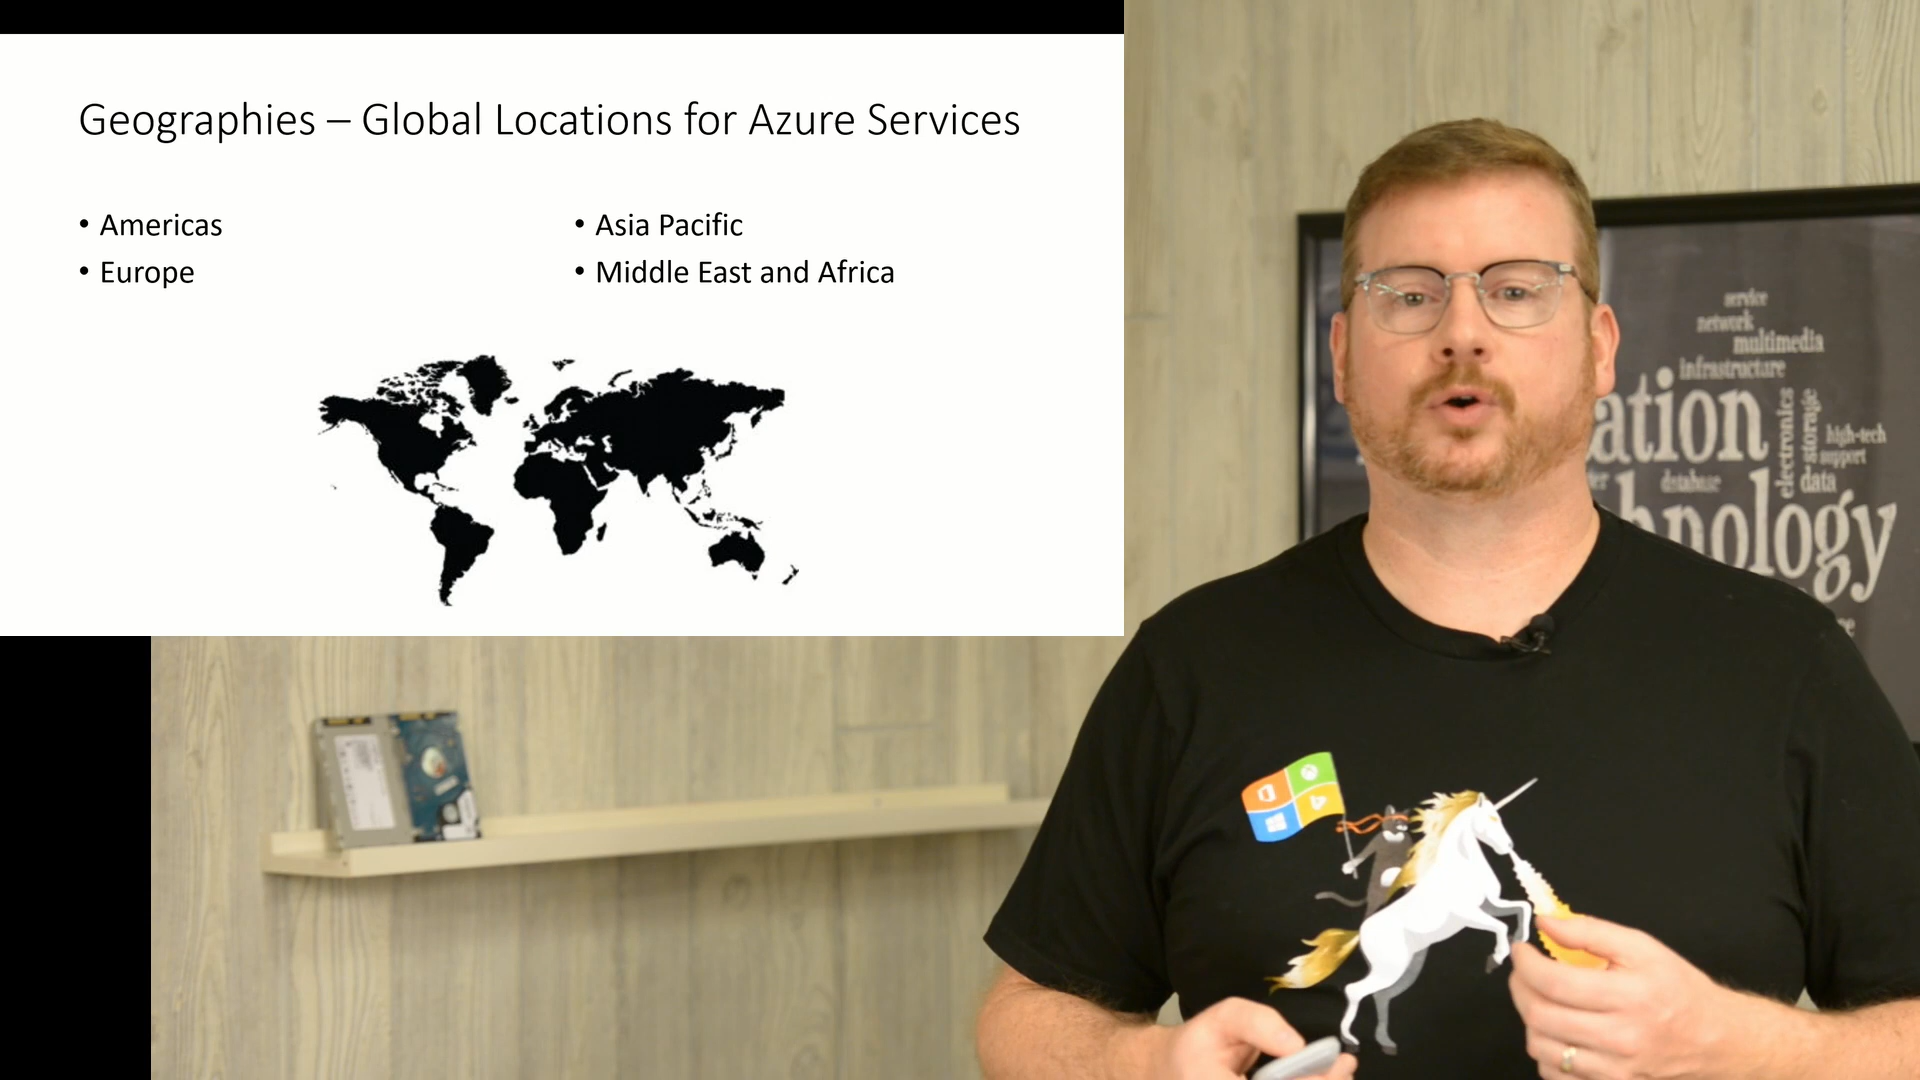 Geographies – Global Locations for Azure Services
• Americas
• Europe
• Asia Pacific
• Middle East and Africa
service
network
multimedia
infrastructure
ation
electronics
storage
high-tech
support
database
data
hnology